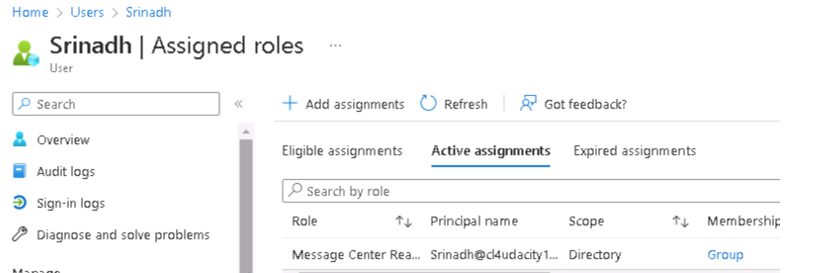 Home > Users > Srinadh
Srinadh | Assigned roles ...
User
Search
«
Add assignments Refresh Got feedback?
Overview
Audit logs
Sign-in logs
Diagnose and solve problems
Manage
Eligible assignments Active assignments Expired assignments
Search by role
Role Principal name Scope Membership
Message Center Rea... Srinadh@cl4udacity1... Directory Group